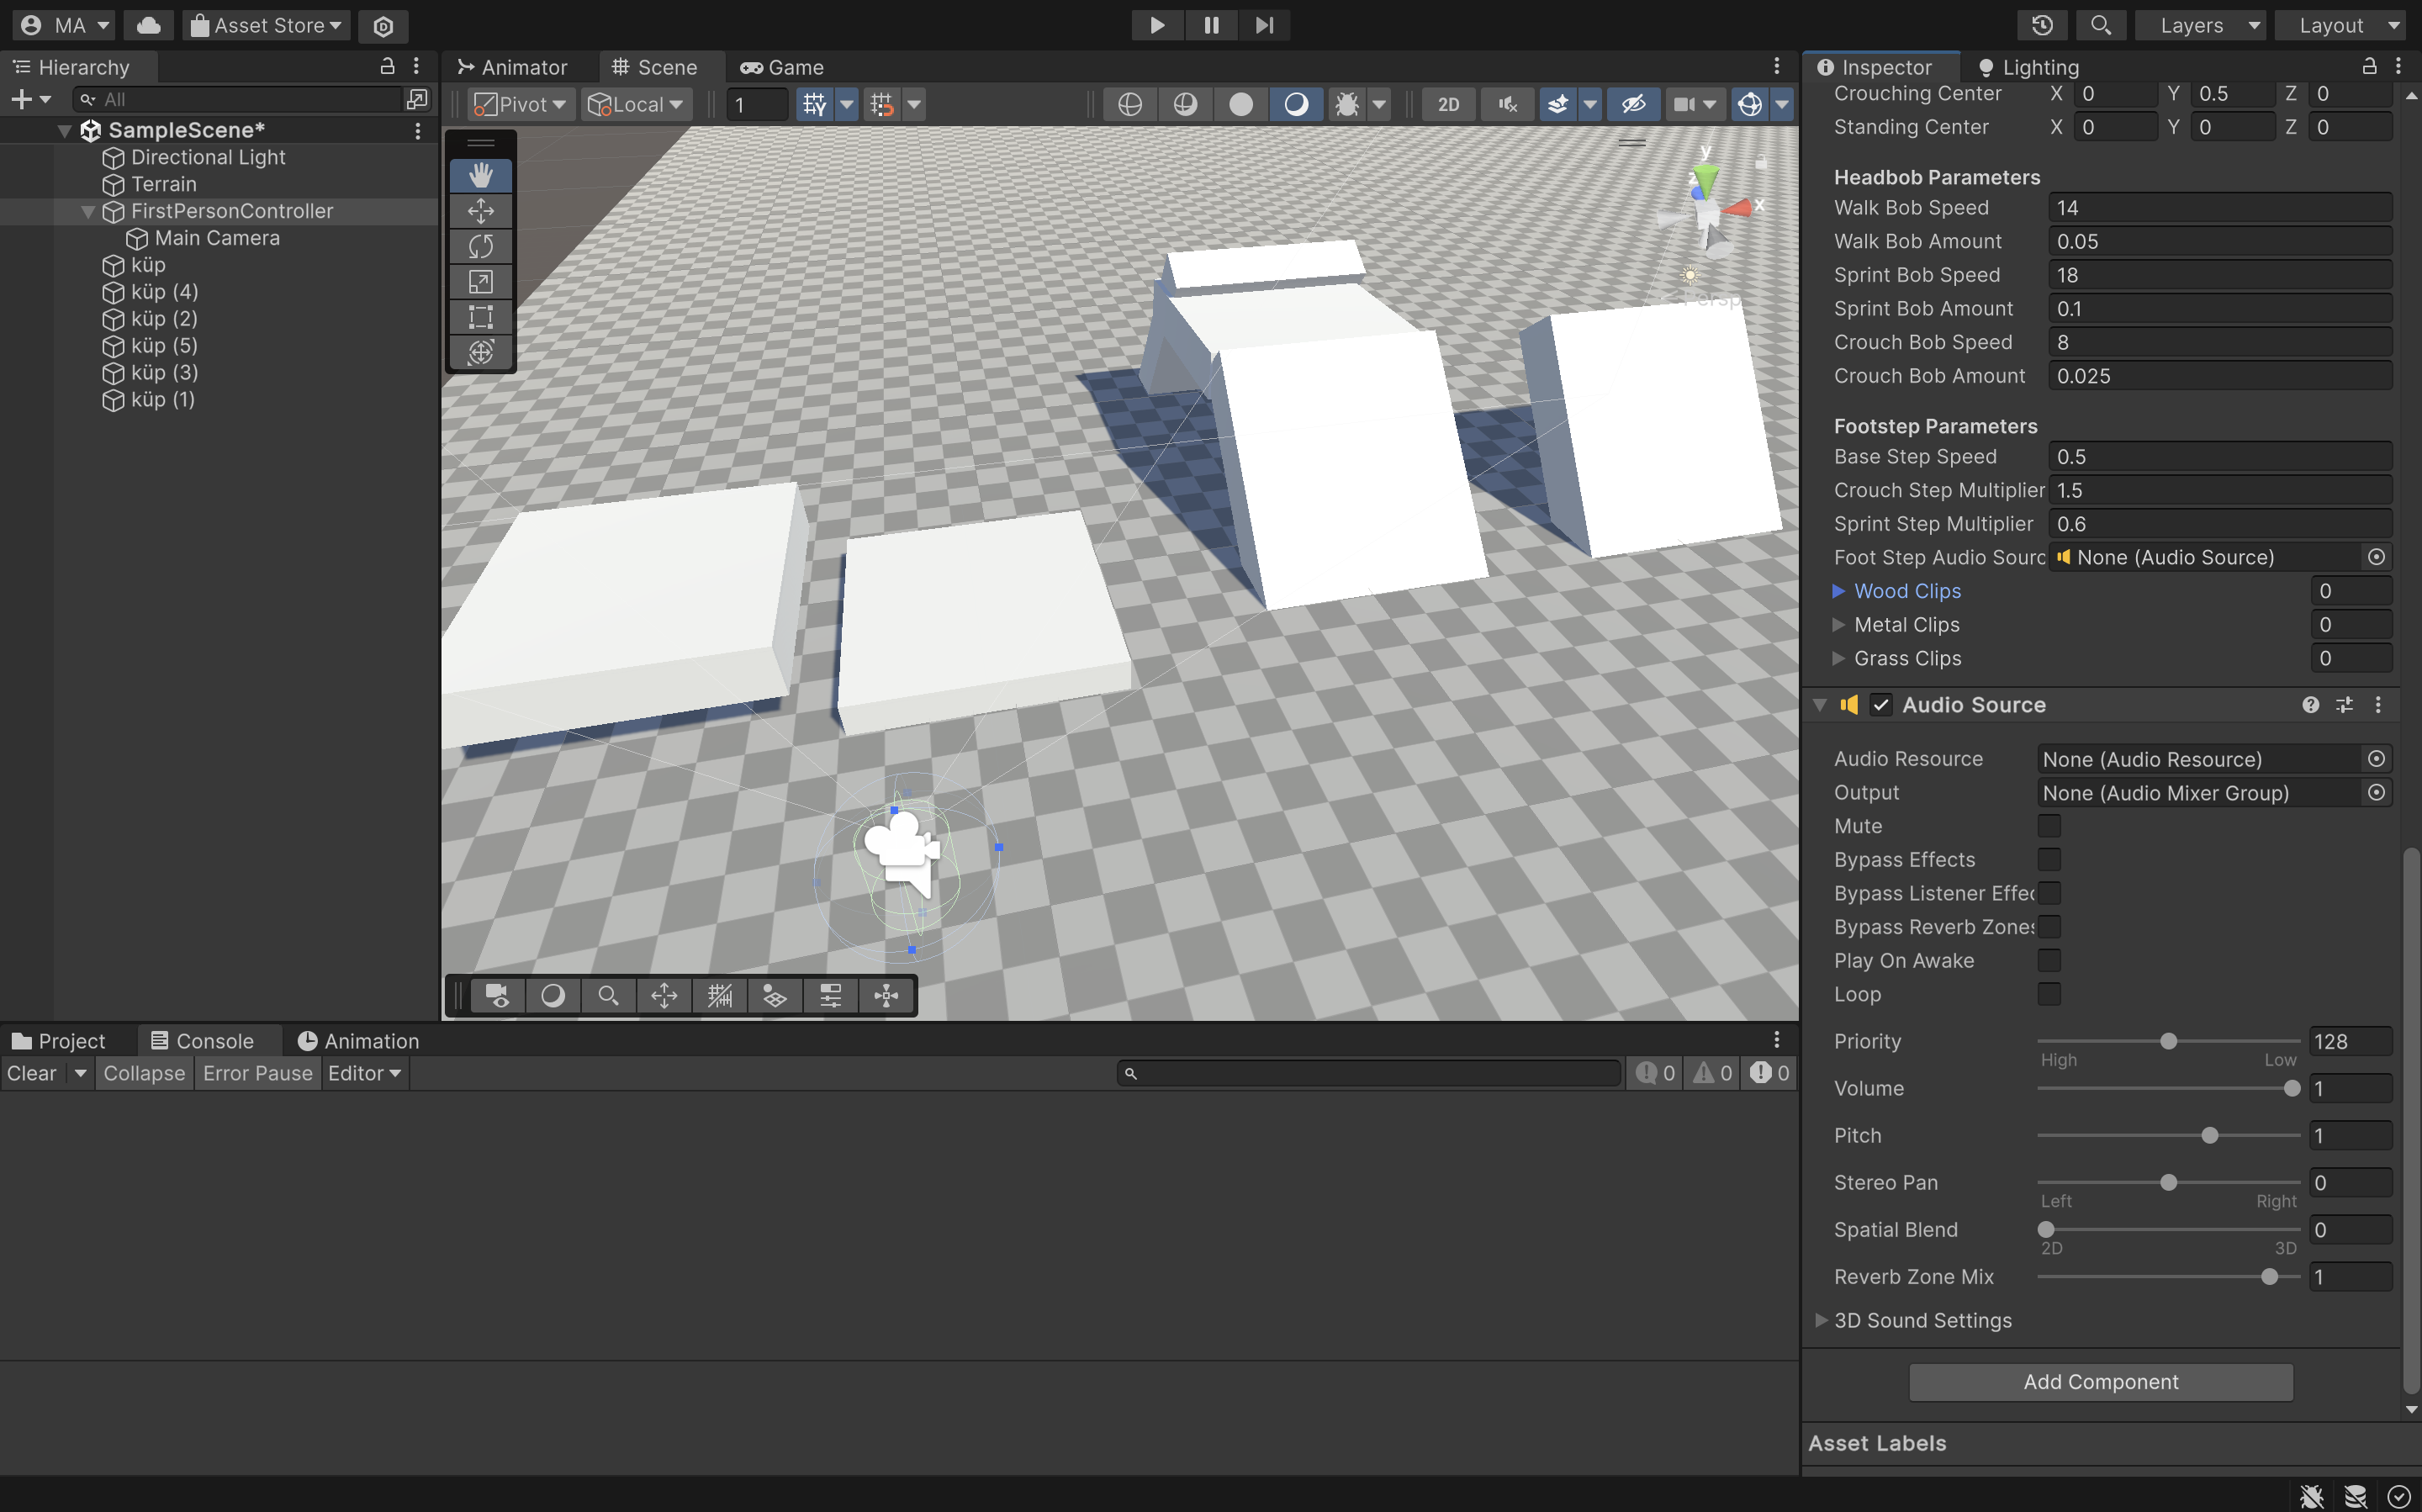 MA
Asset Store
Layers
Layout
Hierarchy
All
SampleScene*
Directional Light
Terrain
FirstPersonController
Main Camera
küp
küp (4)
küp (2)
küp (5)
küp (3)
küp (1)
Animator
Scene
Game
Pivot
Local
1
2D
y
z
x
Persp
Project
Console
Animation
Clear
Collapse
Error Pause
Editor
0
0
0
Inspector
Lighting
Crouching Center X 0 Y 0.5 Z 0
Standing Center X 0 Y 0 Z 0
Headbob Parameters
Walk Bob Speed 14
Walk Bob Amount 0.05
Sprint Bob Speed 18
Sprint Bob Amount 0.1
Crouch Bob Speed 8
Crouch Bob Amount 0.025
Footstep Parameters
Base Step Speed 0.5
Crouch Step Multiplier 1.5
Sprint Step Multiplier 0.6
Foot Step Audio Sourc None (Audio Source)
Wood Clips 0
Metal Clips 0
Grass Clips 0
Audio Source
Audio Resource None (Audio Resource)
Output None (Audio Mixer Group)
Mute
Bypass Effects
Bypass Listener Effec
Bypass Reverb Zones
Play On Awake
Loop
Priority 128
High Low
Volume 1
Pitch 1
Stereo Pan 0
Left Right
Spatial Blend 0
2D 3D
Reverb Zone Mix 1
3D Sound Settings
Add Component
Asset Labels